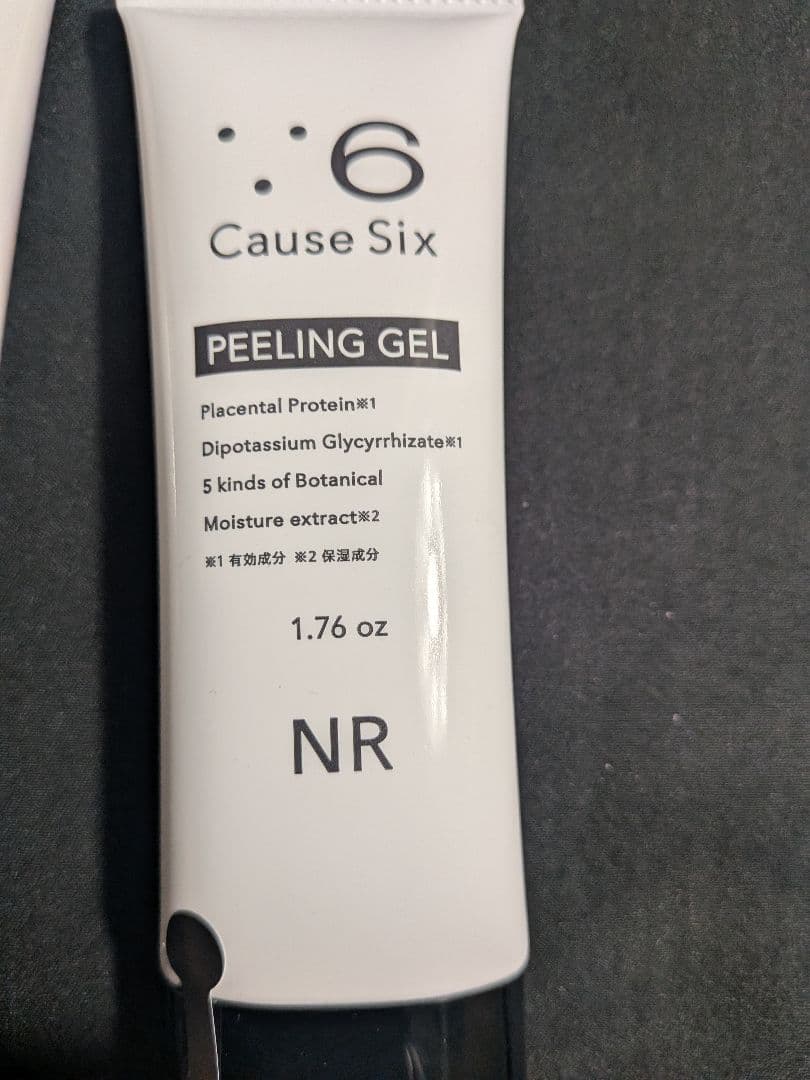 6
Cause Six
PEELING GEL
Placental Protein※1
Dipotassium Glycyrrhizate※1
5 kinds of Botanical
Moisture extract※2
※1 有効成分 ※2 保湿成分
1.76 oz
NR